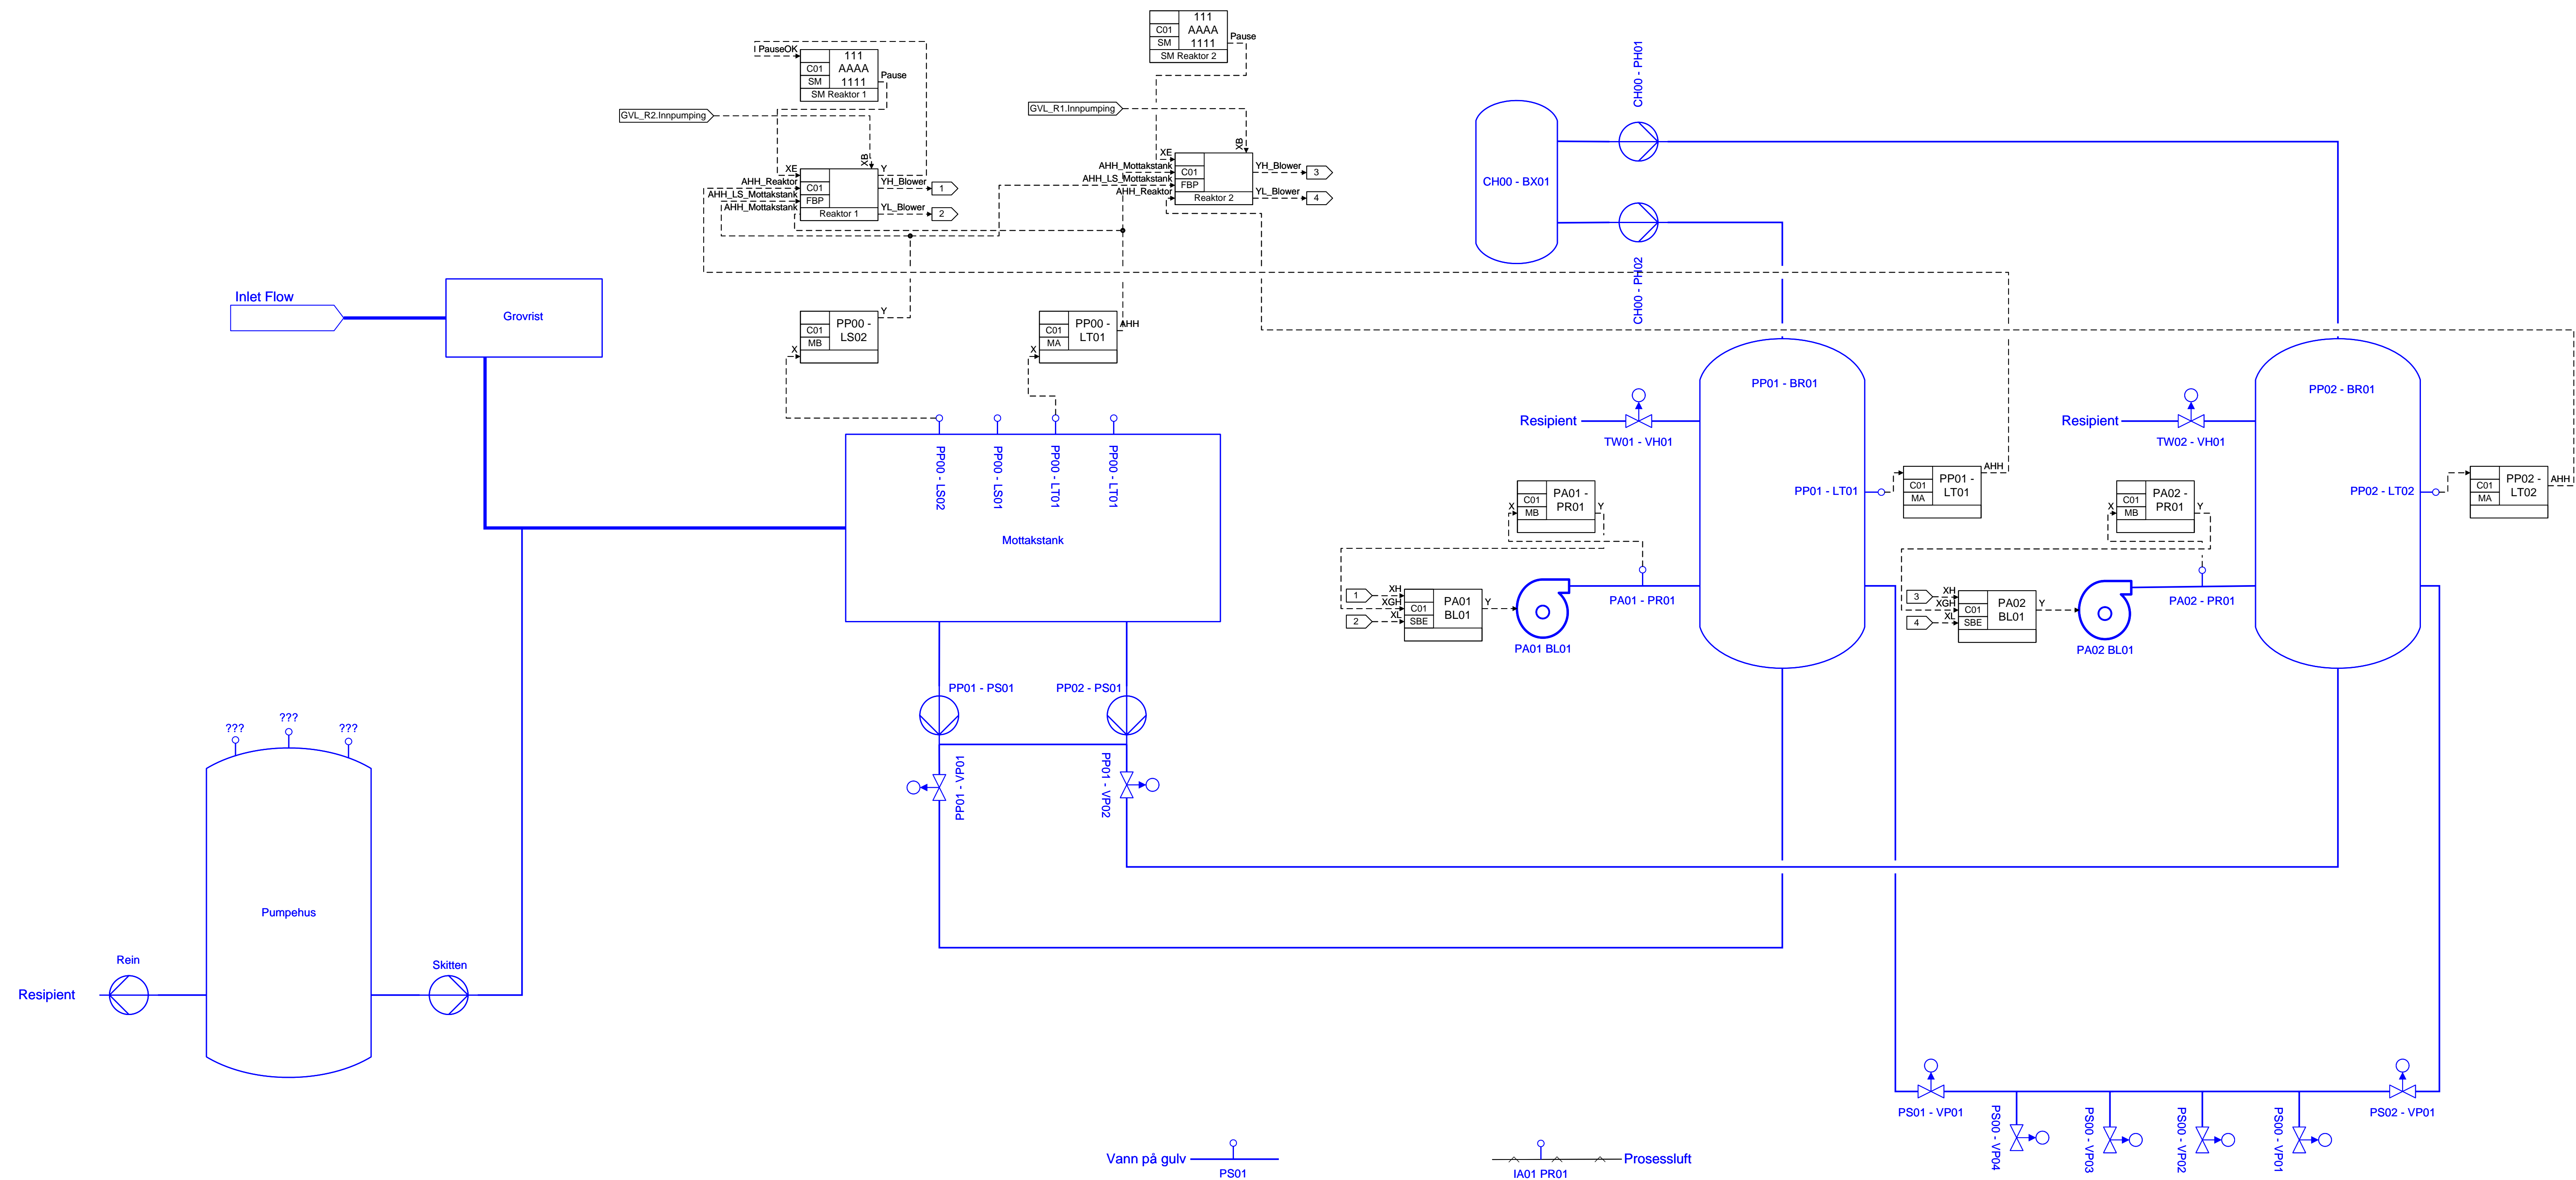 111
C01
AAAA
SM
1111
Pause
SM Reaktor 2
I PauseOK
111
C01
AAAA
SM
1111
Pause
SM Reaktor 1
GVL_R2.Innpumping
GVL_R1.Innpumping
XE
XB
Y
AHH_Reaktor
C01
YH_Blower
1
AHH_LS_Mottakstank
FBP
AHH_Mottakstank
Reaktor 1
YL_Blower
2
XE
XB
AHH_Mottakstank
C01
YH_Blower
3
AHH_LS_Mottakstank
FBP
AHH_Reaktor
Reaktor 2
YL_Blower
4
CH00 - PH01
CH00 - BX01
CH00 - PH02
Inlet Flow
Grovrist
PP00 -
LS02
C01
MB
X
Y
PP00 -
LT01
C01
MA
X
AHH
PP00 - LS02
PP00 - LS01
PP00 - LT01
PP00 - LT01
Mottakstank
PP01 - BR01
PP02 - BR01
Resipient
TW01 - VH01
Resipient
TW02 - VH01
PP01 - LT01
PP01 -
LT01
C01
MA
AHH
PP02 - LT02
PP02 -
LT02
C01
MA
AHH
PA01 -
PR01
C01
MB
X
Y
PA02 -
PR01
C01
MB
X
Y
1
XH
XGH
C01
PA01
BL01
Y
2
XL
SBE
PA01 BL01
PA01 - PR01
3
XH
XGH
C01
PA02
BL01
Y
4
XL
SBE
PA02 BL01
PA02 - PR01
PP01 - PS01
PP02 - PS01
PP01 - VP01
PP01 - VP02
???
???
???
Pumpehus
Rein
Skitten
Resipient
PS01 - VP01
PS00 - VP04
PS00 - VP03
PS00 - VP02
PS00 - VP01
PS02 - VP01
Vann på gulv
PS01
IA01 PR01
Prosessluft